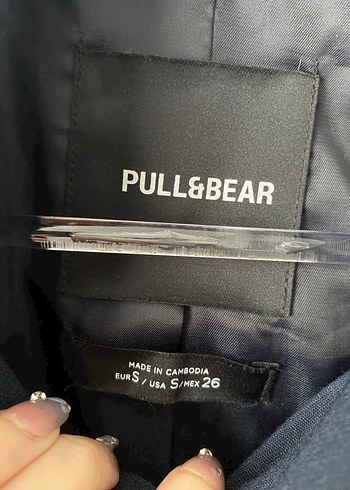 PULL&BEAR
MADE IN CAMBODIA
EUR S / USA S / MEX 26